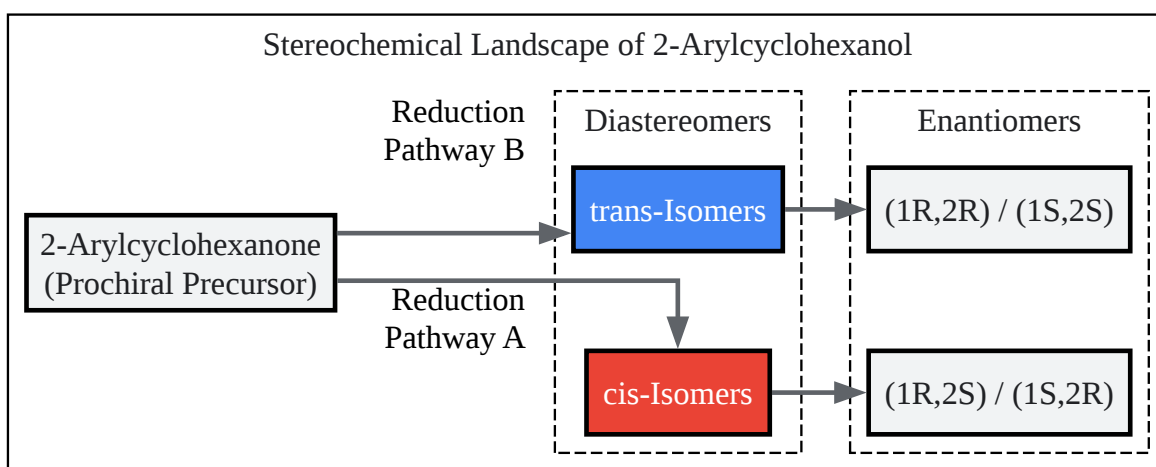 Stereochemical Landscape of 2-Arylcyclohexanol
Reduction
Pathway B
Diastereomers
Enantiomers
trans-Isomers
(1R,2R) / (1S,2S)
2-Arylcyclohexanone
(Prochiral Precursor)
Reduction
Pathway A
cis-Isomers
(1R,2S) / (1S,2R)